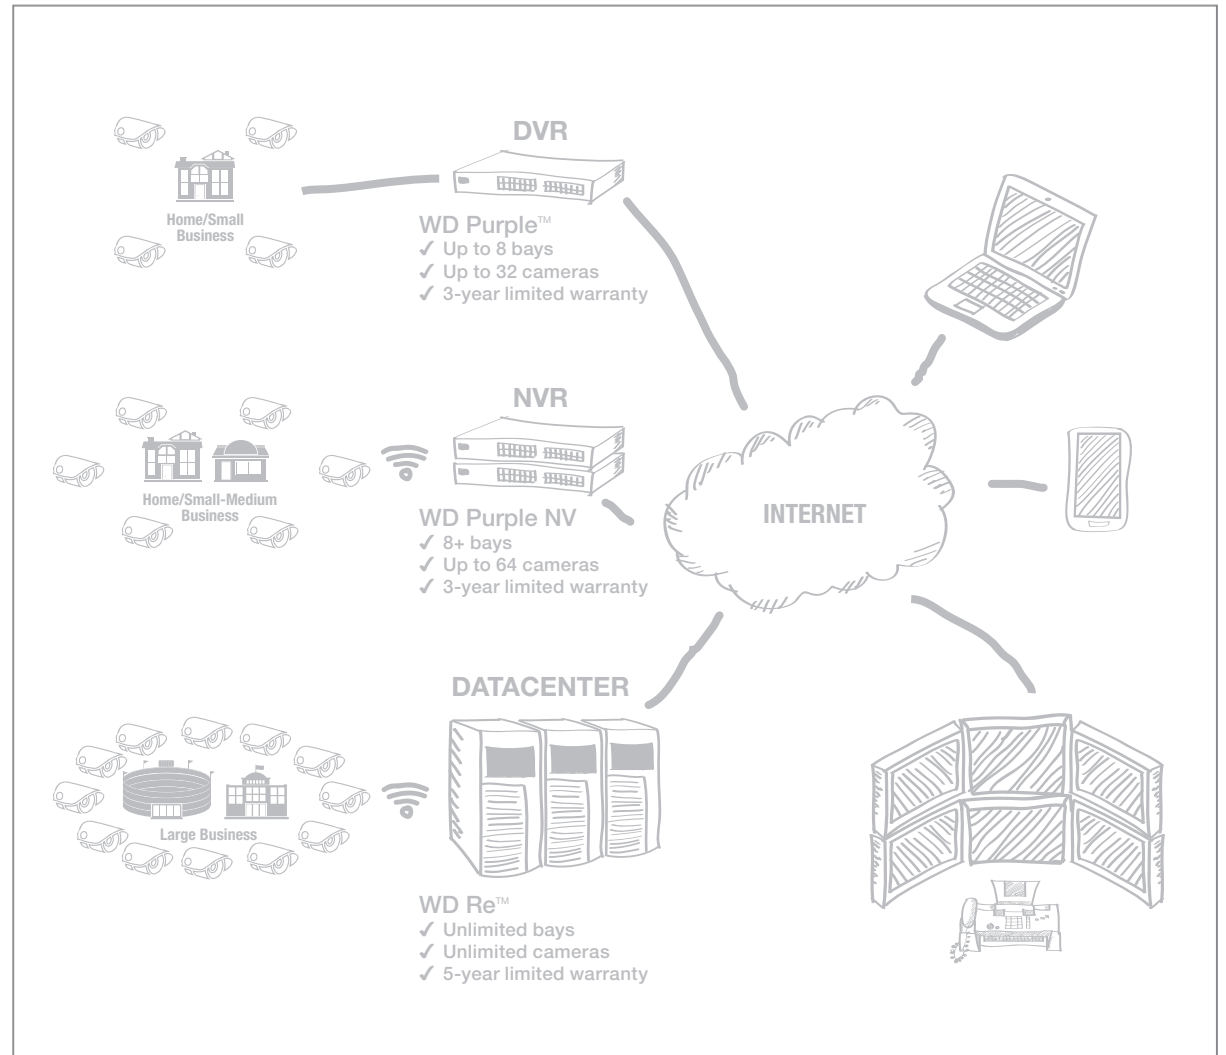 DVR
Home/Small
Business
WD Purple™
✓ Up to 8 bays
✓ Up to 32 cameras
✓ 3-year limited warranty
NVR
Home/Small-Medium
Business
WD Purple NV
✓ 8+ bays
✓ Up to 64 cameras
✓ 3-year limited warranty
INTERNET
DATACENTER
Large Business
WD Re™
✓ Unlimited bays
✓ Unlimited cameras
✓ 5-year limited warranty